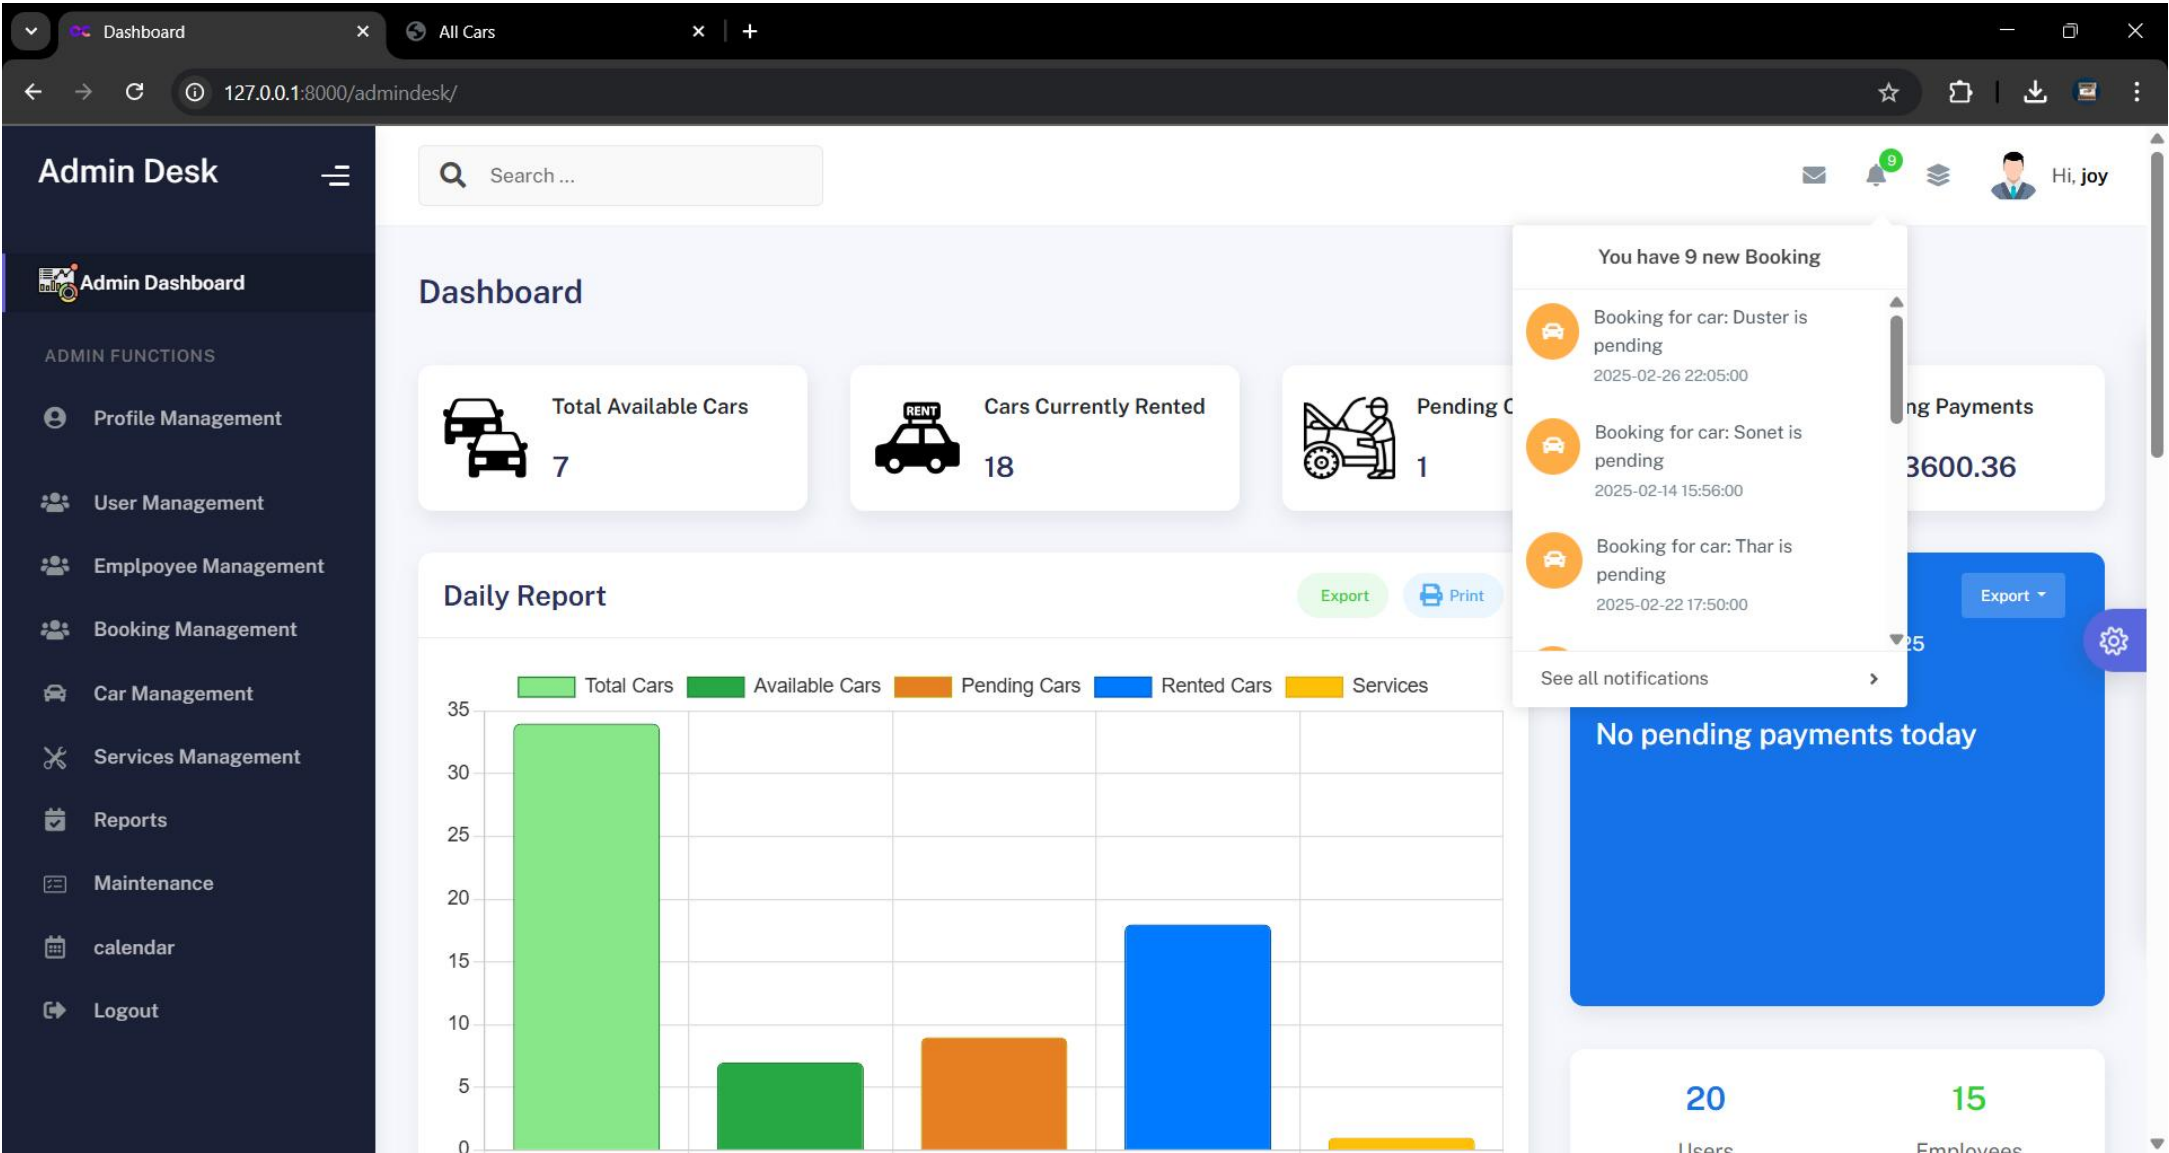 Dashboard
All Cars
127.0.0.1:8000/admindesk/
Admin Desk
Search ...
9
Hi, joy
Admin Dashboard
ADMIN FUNCTIONS
Profile Management
User Management
Emplpoyee Management
Booking Management
Car Management
Services Management
Reports
Maintenance
calendar
Logout
Dashboard
Total Available Cars
7
RENT
Cars Currently Rented
18
Pending
1
Payments
3600.36
You have 9 new Booking
Booking for car: Duster is
pending
2025-02-26 22:05:00
Booking for car: Sonet is
pending
2025-02-14 15:56:00
Booking for car: Thar is
pending
2025-02-22 17:50:00
See all notifications
Daily Report
Export
Print
Total Cars
Available Cars
Pending Cars
Rented Cars
Services
35
30
25
20
15
10
5
0
Export
25
No pending payments today
20
15
Users
Employees